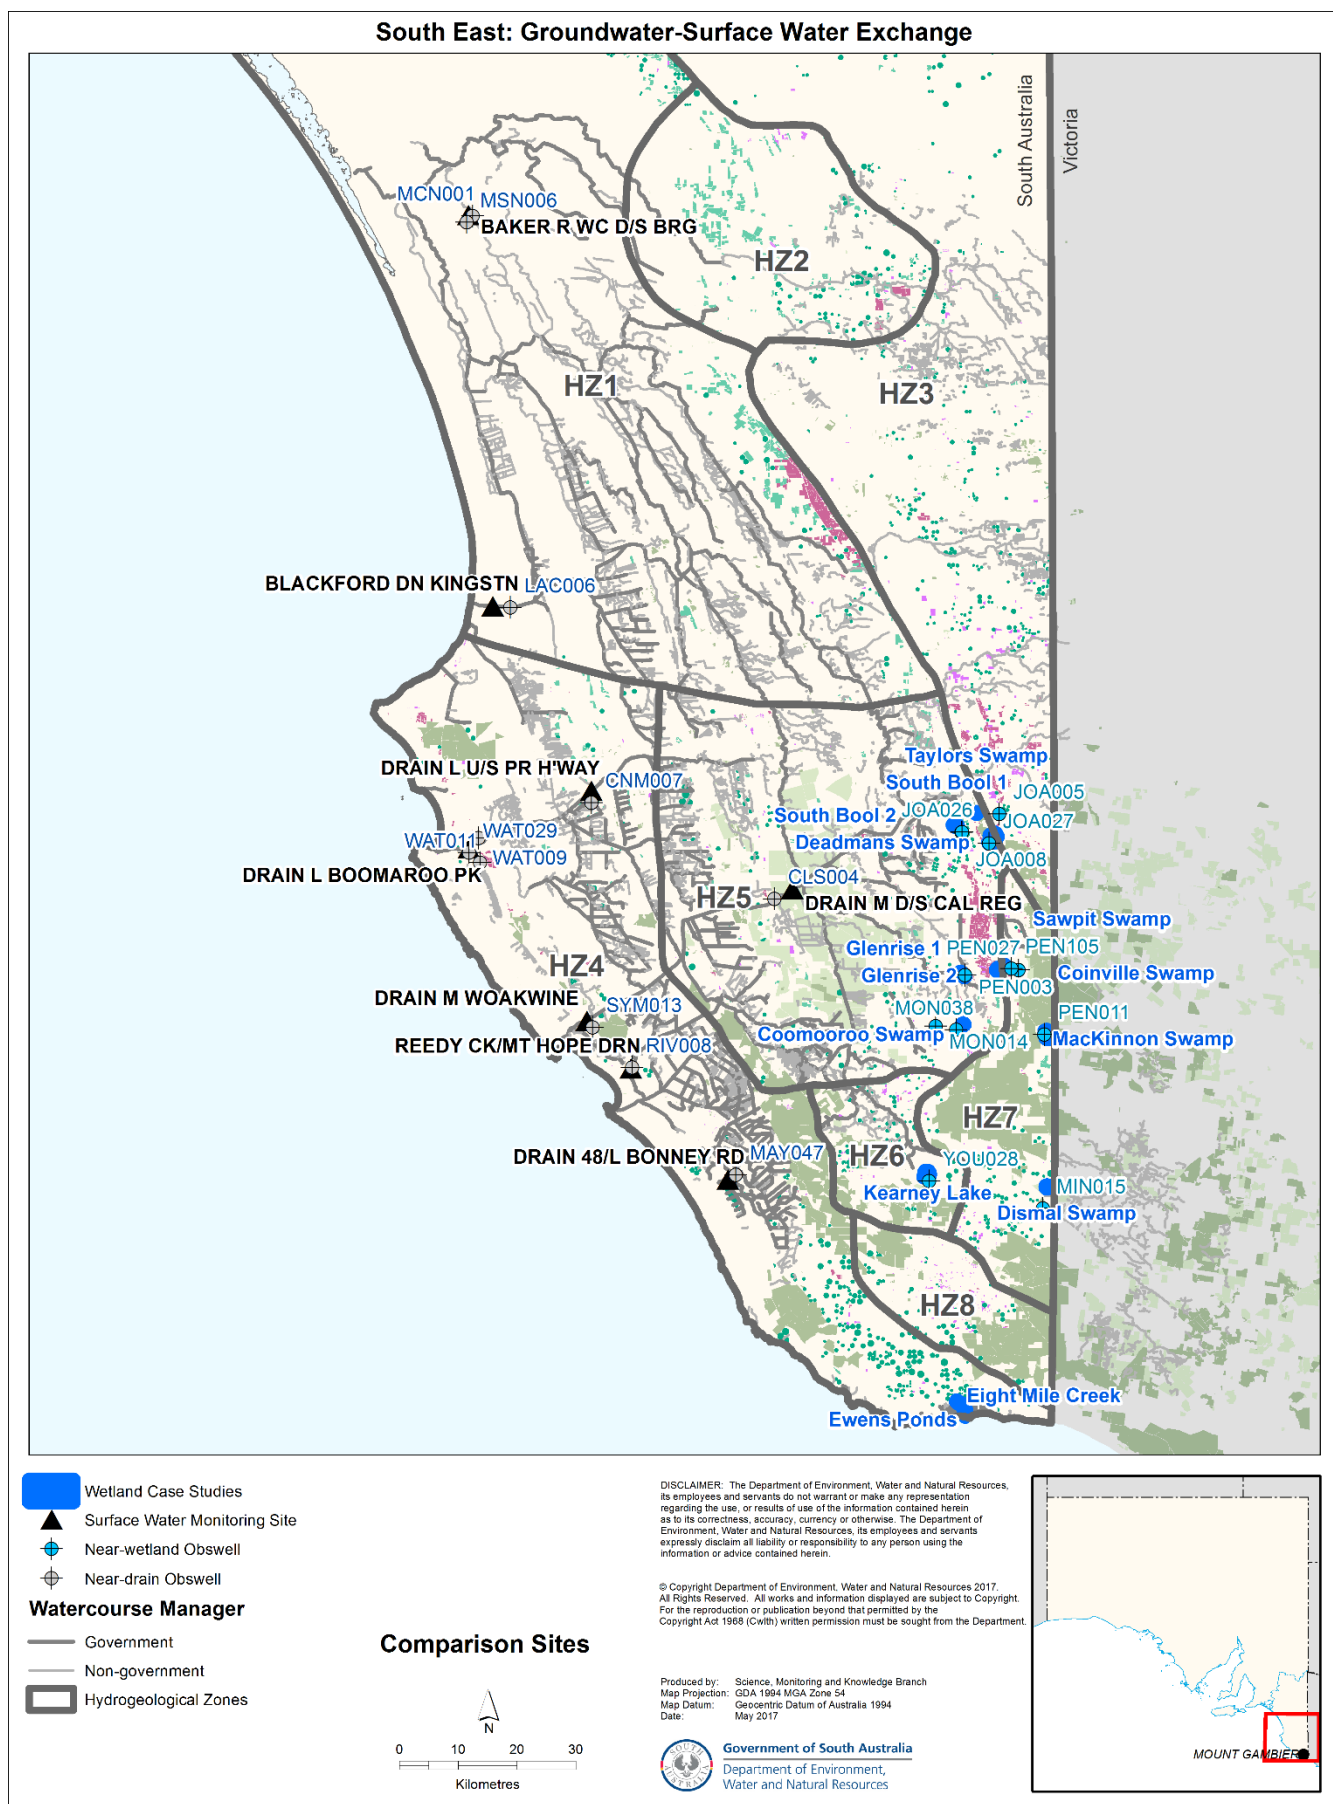 South East: Groundwater-Surface Water Exchange
South Australia
Victoria
MCN001
MSN006
BAKER R WC D/S BRG
HZ2
HZ1
HZ3
BLACKFORD DN KINGSTN
LAC006
Taylors Swamp
DRAIN L U/S PR H'WAY
CNM007
South Bool 1
JOA005
South Bool 2
JOA026
JOA027
WAT011
WAT029
Deadmans Swamp
JOA008
WAT009
DRAIN L BOOMAROO PK
CLS004
HZ5
DRAIN M D/S CAL REG
Sawpit Swamp
Glenrise 1
PEN027
PEN105
HZ4
Glenrise 2
PEN003
Coinville Swamp
DRAIN M WOAKWINE
SYM013
MON038
PEN011
Coomooroo Swamp
MON014
MacKinnon Swamp
REEDY CK/MT HOPE DRN
RIV008
HZ7
DRAIN 48/L BONNEY RD
MAY047
HZ6
YOU028
Kearney Lake
MIN015
Dismal Swamp
HZ8
Eight Mile Creek
Ewens Ponds
Wetland Case Studies
Surface Water Monitoring Site
Near-wetland Obswell
Near-drain Obswell
Watercourse Manager
Government
Non-government
Hydrogeological Zones
Comparison Sites
N
0 10 20 30
Kilometres
DISCLAIMER: The Department of Environment, Water and Natural Resources,
its employees and servants do not warrant or make any representation
regarding the use, or results of use of the information contained herein
as to its correctness, accuracy, currency or otherwise. The Department of
Environment, Water and Natural Resources, its employees and servants
expressly disclaim all liability or responsibility to any person using the
information or advice contained herein.
© Copyright Department of Environment, Water and Natural Resources 2017.
All Rights Reserved. All works and information displayed are subject to Copyright.
For the reproduction or publication beyond that permitted by the
Copyright Act 1968 (Cwlth) written permission must be sought from the Department.
Produced by: Science, Monitoring and Knowledge Branch
Map Projection: GDA 1994 MGA Zone 54
Map Datum: Geocentric Datum of Australia 1994
Date: May 2017
SOUTH AUSTRALIA
Government of South Australia
Department of Environment,
Water and Natural Resources
MOUNT GAMBIER